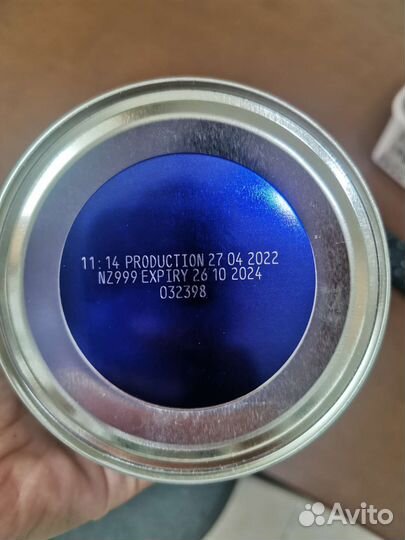 11:14 PRODUCTION 27 04 2022
NZ999 EXPIRY 26 10 2024
032398
Avito